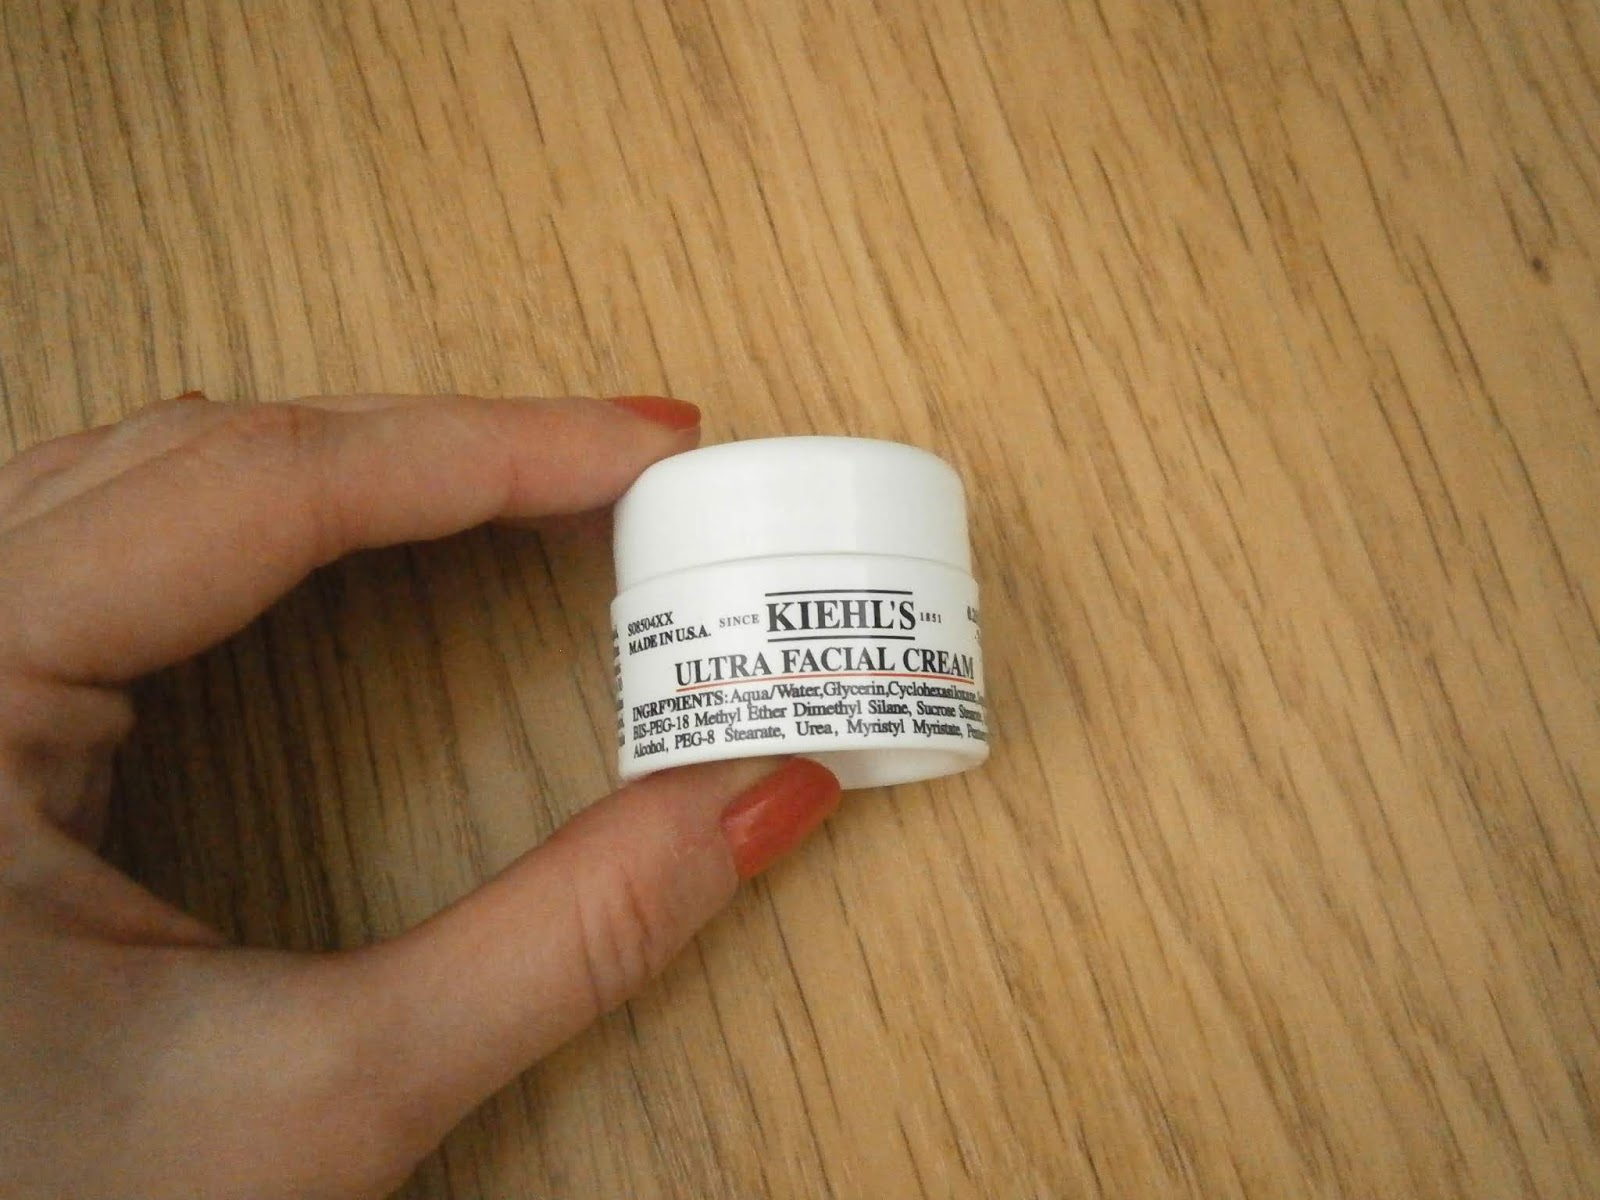 S08504XX
MADE IN U.S.A.
SINCE KIEHL'S 1851
ULTRA FACIAL CREAM
INGREDIENTS: Aqua/Water, Glycerin, Cyclohexasiloxane,
BIS-PEG-18 Methyl Ether Dimethyl Silane, Sucrose
Alcohol, PEG-8 Stearate, Urea, Myristyl Myristate,